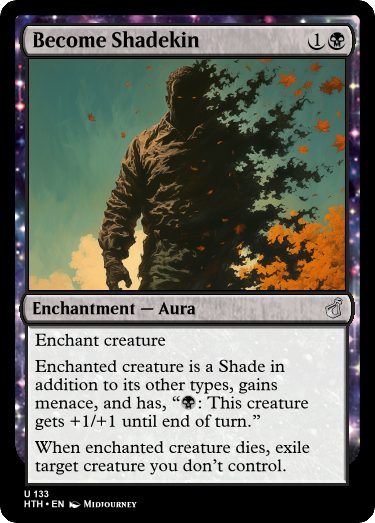 Become Shadekin 1
Enchantment — Aura
Enchant creature
Enchanted creature is a Shade in
addition to its other types, gains
menace, and has, “: This creature
gets +1/+1 until end of turn.”
When enchanted creature dies, exile
target creature you don’t control.
U 133
HTH • EN Midjourney